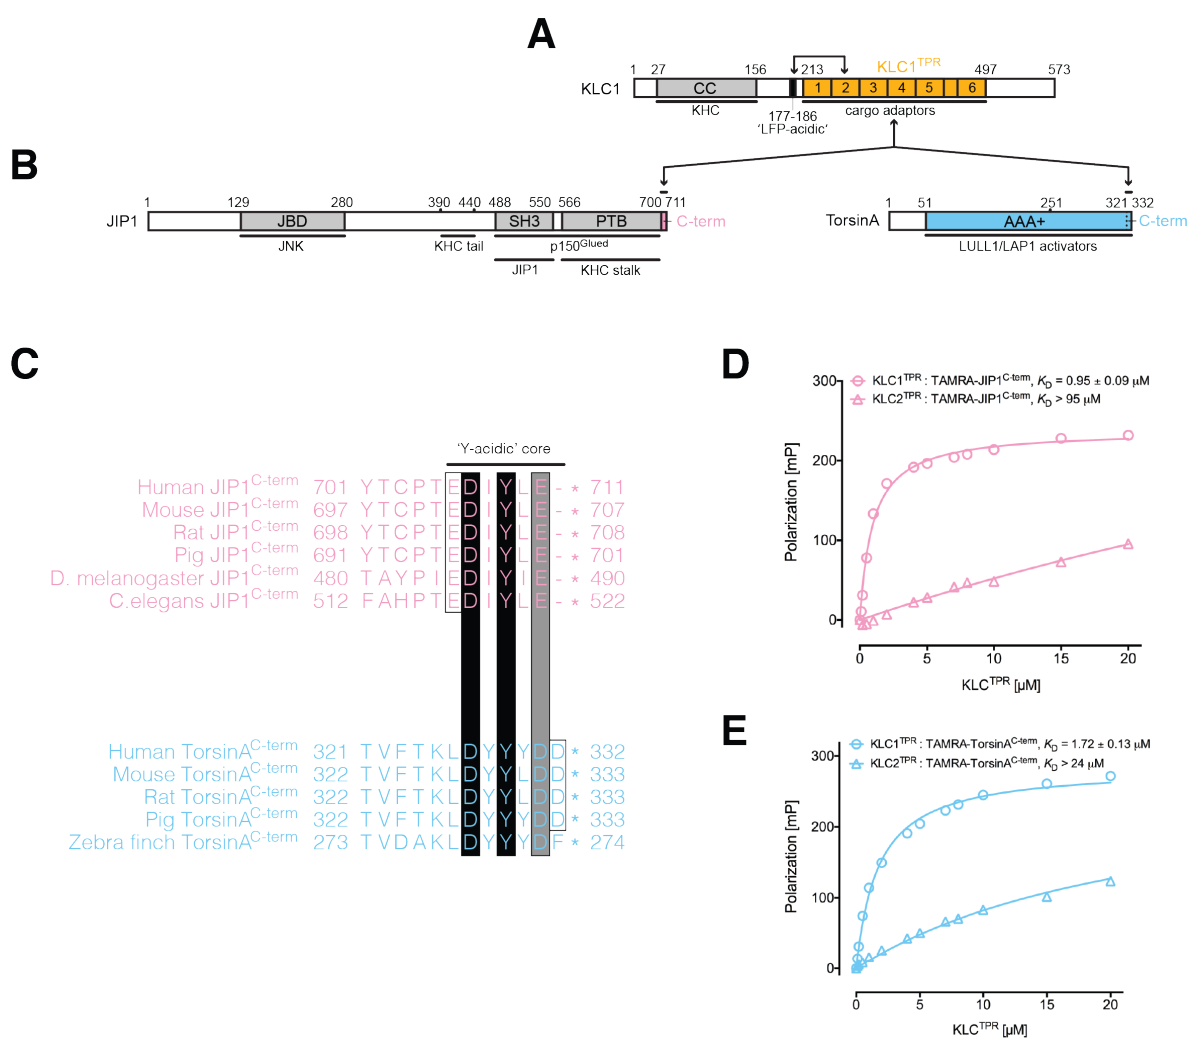 A
1 27 156 213 KLC1TPR 497 573
KLC1 CC 1 2 3 4 5 6
KHC 177-186 cargo adaptors
'LFP-acidic'
B
1 129 280 390 440 488 550 566 700 711
JIP1 JBD SH3 PTB C-term
JNK KHC tail p150Glued
JIP1 KHC stalk
1 51 251 321 332
TorsinA AAA+ C-term
LULL1/LAP1 activators
C
'Y-acidic' core
Human JIP1C-term 701 YTCPTEDIYLE-* 711
Mouse JIP1C-term 697 YTCPTEDIYLE-* 707
Rat JIP1C-term 698 YTCPTEDIYLE-* 708
Pig JIP1C-term 691 YTCPTEDIYLE-* 701
D. melanogaster JIP1C-term 480 TAYPIEDIYIE-* 490
C.elegans JIP1C-term 512 FAHPTEDIYLE-* 522
Human TorsinAC-term 321 TVFTKLDYYYDD* 332
Mouse TorsinAC-term 322 TVFTKLDYYLDD* 333
Rat TorsinAC-term 322 TVFTKLDYYLDD* 333
Pig TorsinAC-term 322 TVFTKLDYYYDD* 333
Zebra finch TorsinAC-term 273 TVDAKLDYYYDF* 274
D
KLC1TPR : TAMRA-JIP1C-term, KD = 0.95 ± 0.09 µM
KLC2TPR : TAMRA-JIP1C-term, KD > 95 µM
300
200
100
0
Polarization [mP]
0 5 10 15 20
KLCTPR [µM]
E
KLC1TPR : TAMRA-TorsinAC-term, KD = 1.72 ± 0.13 µM
KLC2TPR : TAMRA-TorsinAC-term, KD > 24 µM
300
200
100
0
Polarization [mP]
0 5 10 15 20
KLCTPR [µM]